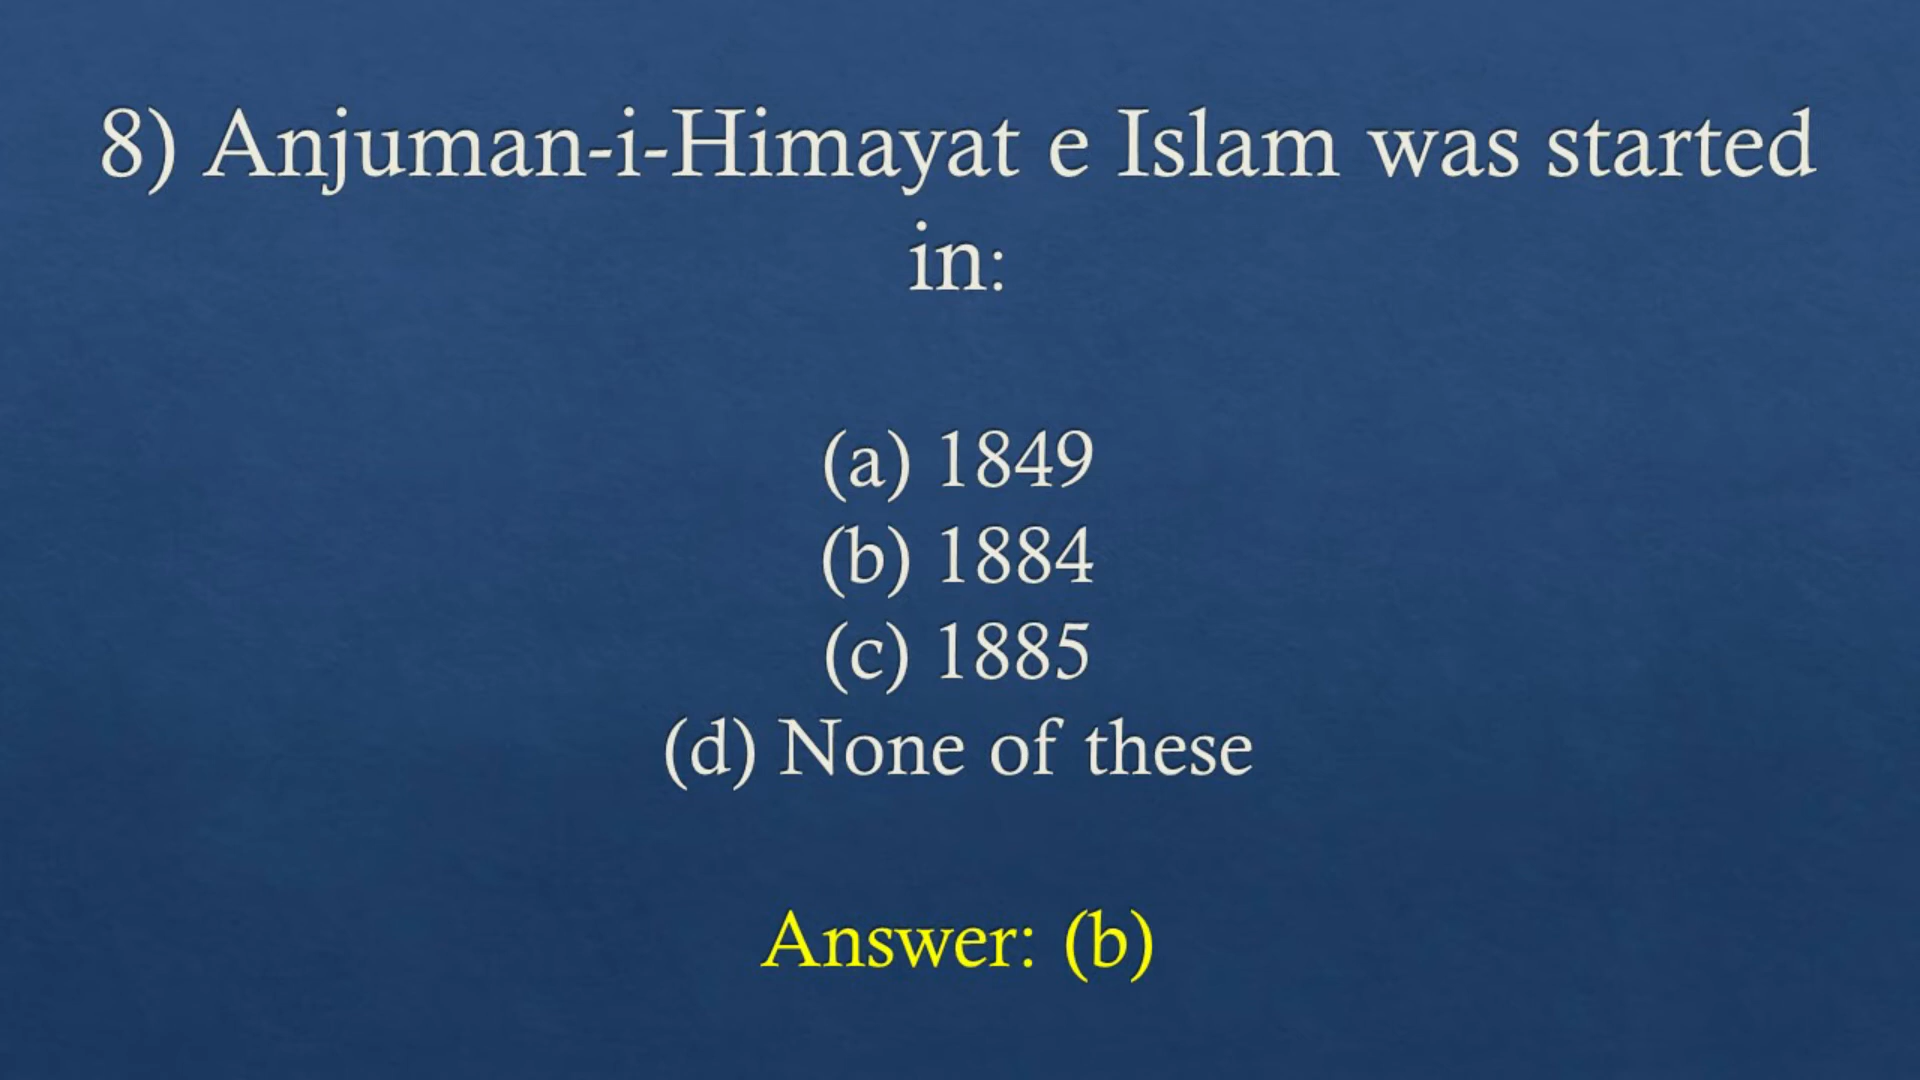 8) Anjuman-i-Himayat e Islam was started
in:
(a) 1849
(b) 1884
(c) 1885
(d) None of these
Answer: (b)